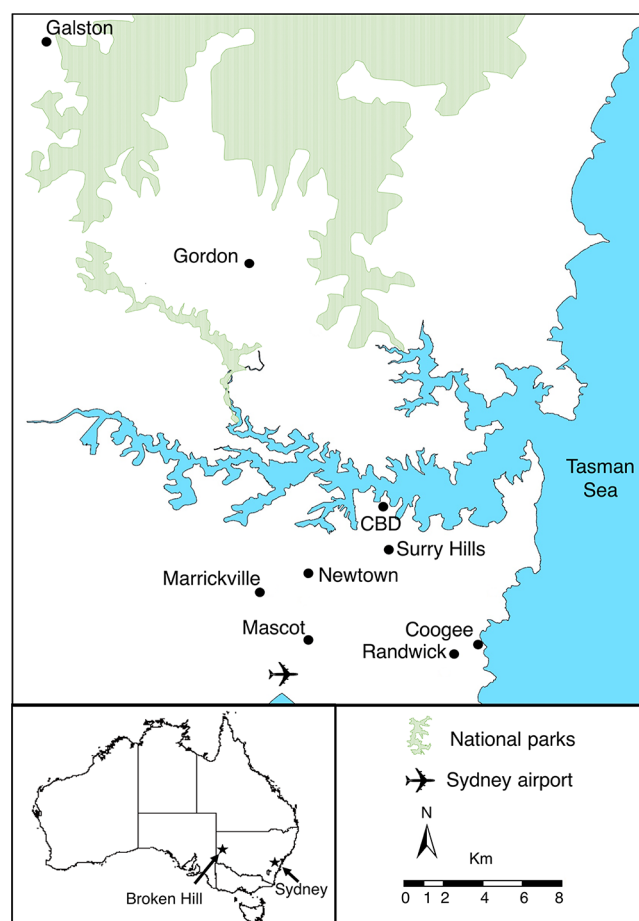 Galston
Gordon
Tasman
Sea
CBD
Surry Hills
Newtown
Marrickville
Mascot
Coogee
Randwick
National parks
Sydney airport
N
Km
0 1 2 4 6 8
Broken Hill
Sydney